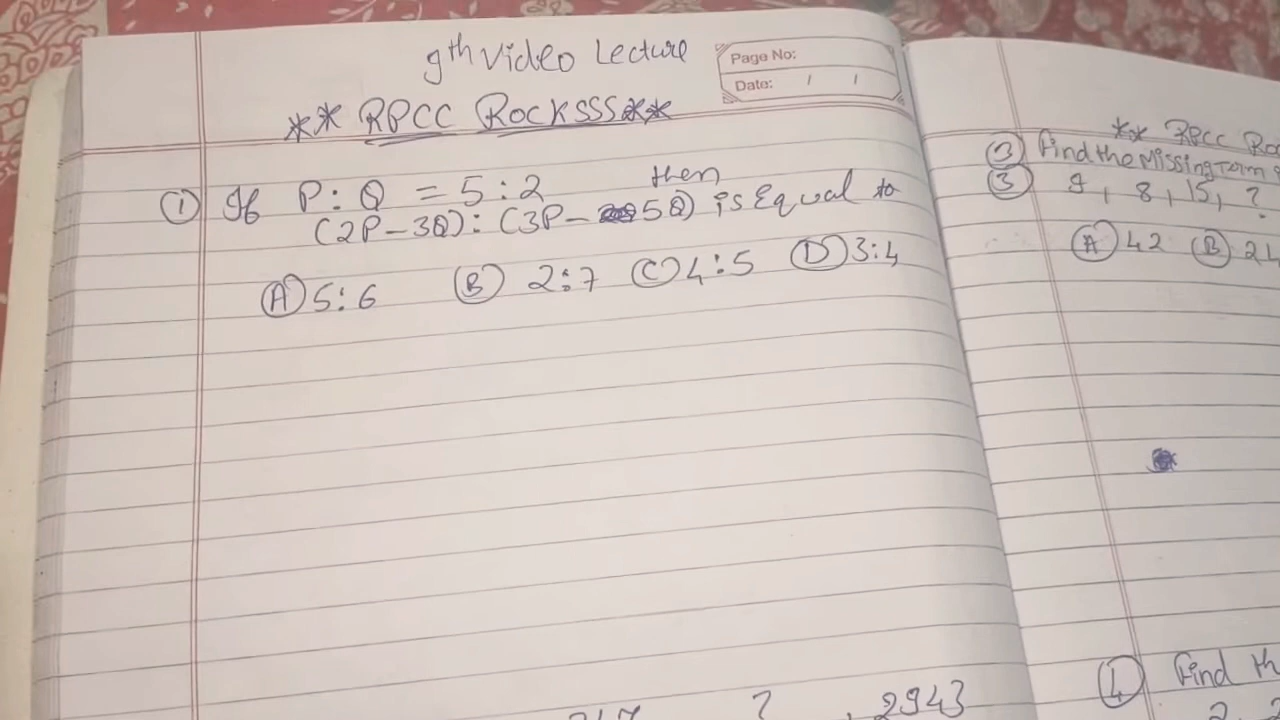 9th Video Lecture
Page No:
Date: / /
** RPCC RockSSS**
① If P : Q = 5 : 2 then
(2P - 3Q) : (3P - 5Q) is Equal to
Ⓐ 5 : 6 Ⓑ 2 : 7 Ⓒ 4 : 5 Ⓓ 3 : 4
? , 2943
** RPCC
③ Find the Missing Term
③ 9, 8, 15, ?
Ⓐ 42 Ⓑ
④ Find